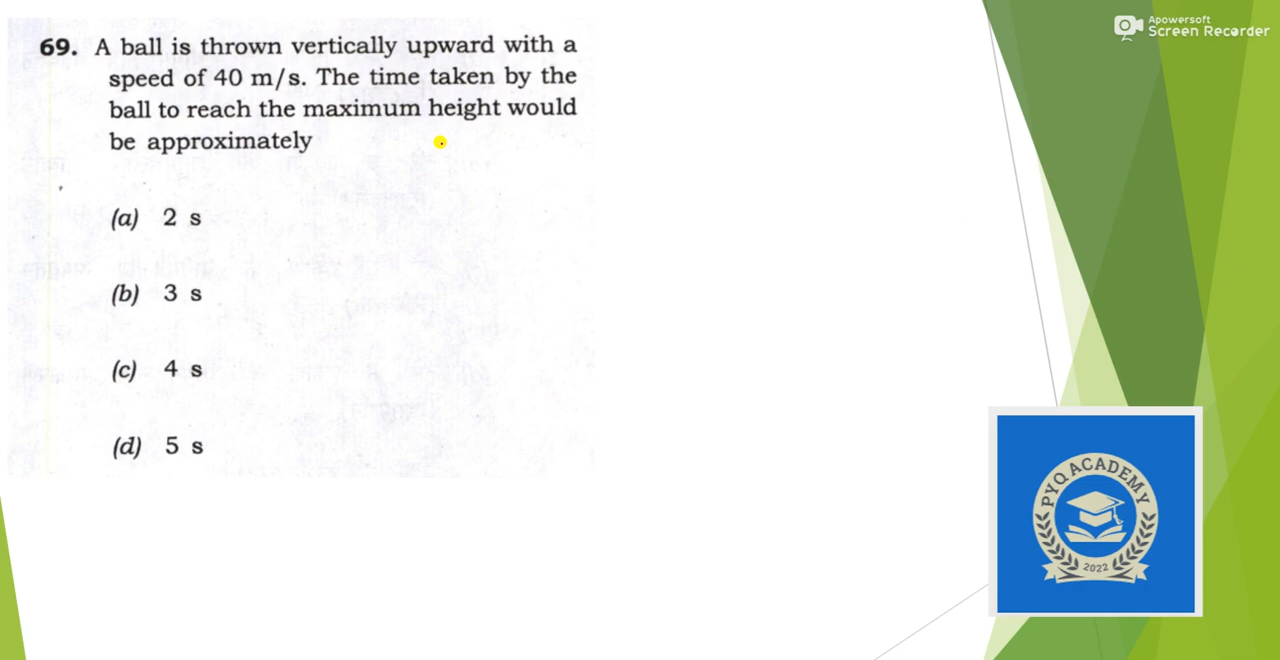 Apowersoft
Screen Recorder
69. A ball is thrown vertically upward with a
speed of 40 m/s. The time taken by the
ball to reach the maximum height would
be approximately
(a) 2 s
(b) 3 s
(c) 4 s
(d) 5 s
PYQ ACADEMY
2022